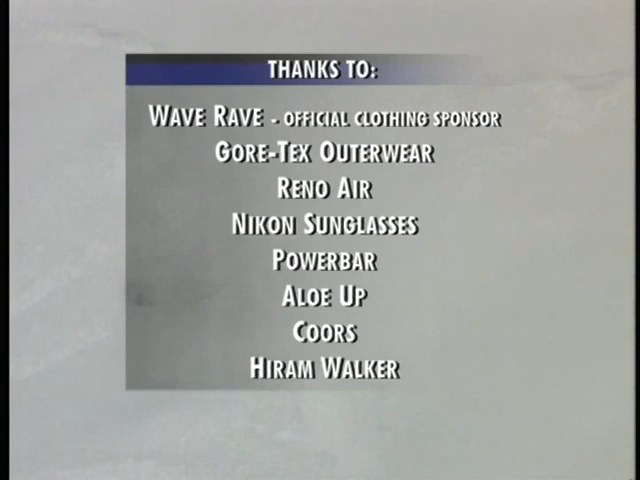 THANKS TO:
WAVE RAVE - OFFICIAL CLOTHING SPONSOR
GORE-TEX OUTERWEAR
RENO AIR
NIKON SUNGLASSES
POWERBAR
ALOE UP
COORS
HIRAM WALKER